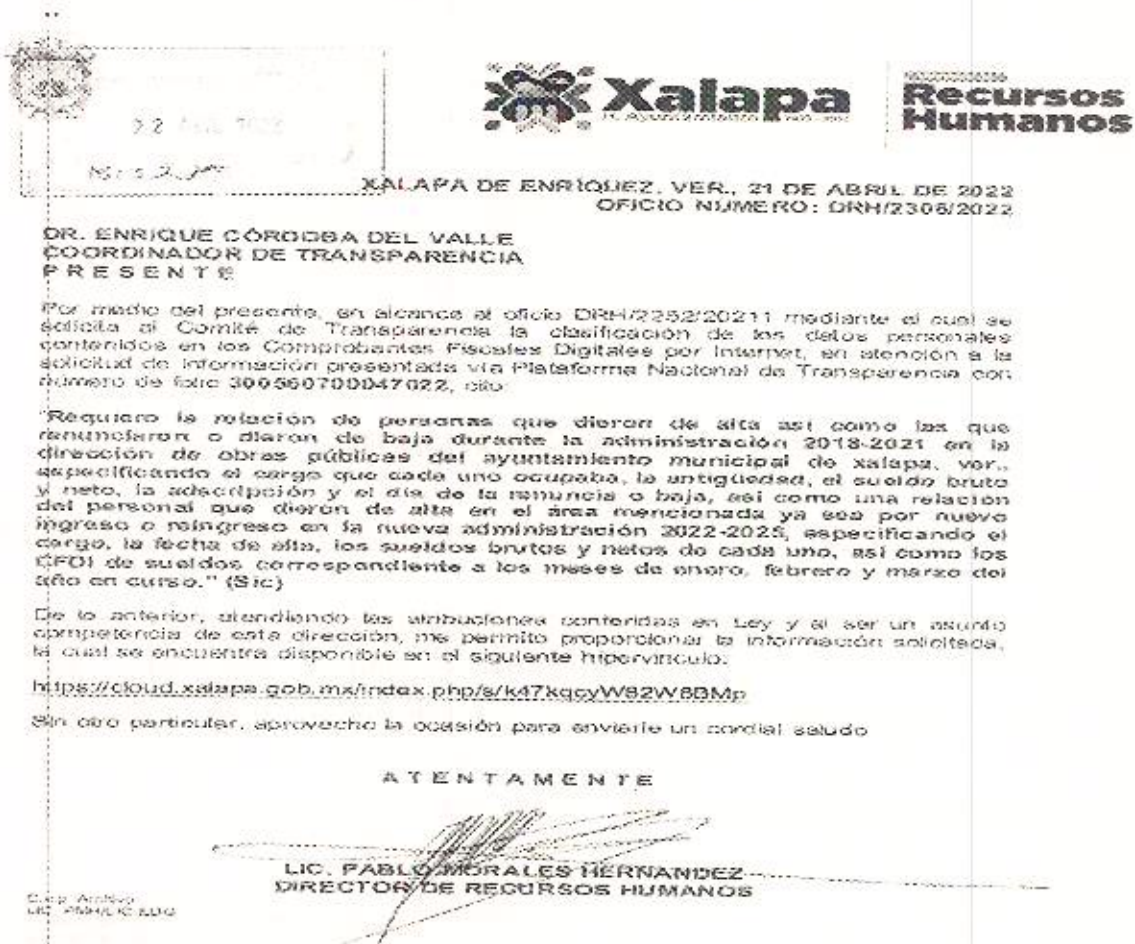 22
Xalapa
Recursos
Humanos
XALAPA DE ENRIQUEZ, VER., 21 DE ABRIL DE 2022
OFICIO NUMERO: DRH/2306/2022
DR. ENRIQUE CÓRDOBA DEL VALLE
COORDINADOR DE TRANSPARENCIA
P R E S E N T E
Por medio del presente, en alcance al oficio DRH/2252/20211 mediante el cual se
solicita al Comité de Transparencia la clasificación de los datos personales
contenidos en los Comprobantes Fiscales Digitales por Internet, en atención a la
solicitud de información presentada vía Plataforma Nacional de Transparencia con
número de folio 300560700047022, cito:
"Requiero la relación de personas que dieron de alta así como las que
renunciaron o dieron de baja durante la administración 2018-2021 en la
dirección de obras públicas del ayuntamiento municipal de xalapa, ver.,
especificando el cargo que cada uno ocupaba, la antigüedad, el sueldo bruto
y neto, la adscripción y el día de la renuncia o baja, así como una relación
del personal que dieron de alta en el área mencionada ya sea por nuevo
ingreso o reingreso en la nueva administración 2022-2025, especificando el
cargo, la fecha de alta, los sueldos brutos y netos de cada uno, así como los
CFDI de sueldos correspondiente a los meses de enero, febrero y marzo del
año en curso." (Sic)
De lo anterior, atendiendo las atribuciones conferidas en Ley y al ser un asunto
competencia de esta dirección, me permito proporcionar la información solicitada,
la cual se encuentra disponible en el siguiente hipervínculo:
https://cloud.xalapa.gob.mx/index.php/s/k47kqcyW82W8BMp
Sin otro particular, aprovecho la ocasión para enviarle un cordial saludo
A T E N T A M E N T E
LIC. PABLO MORALES HERNANDEZ
DIRECTOR DE RECURSOS HUMANOS
C.c.p. Archivo